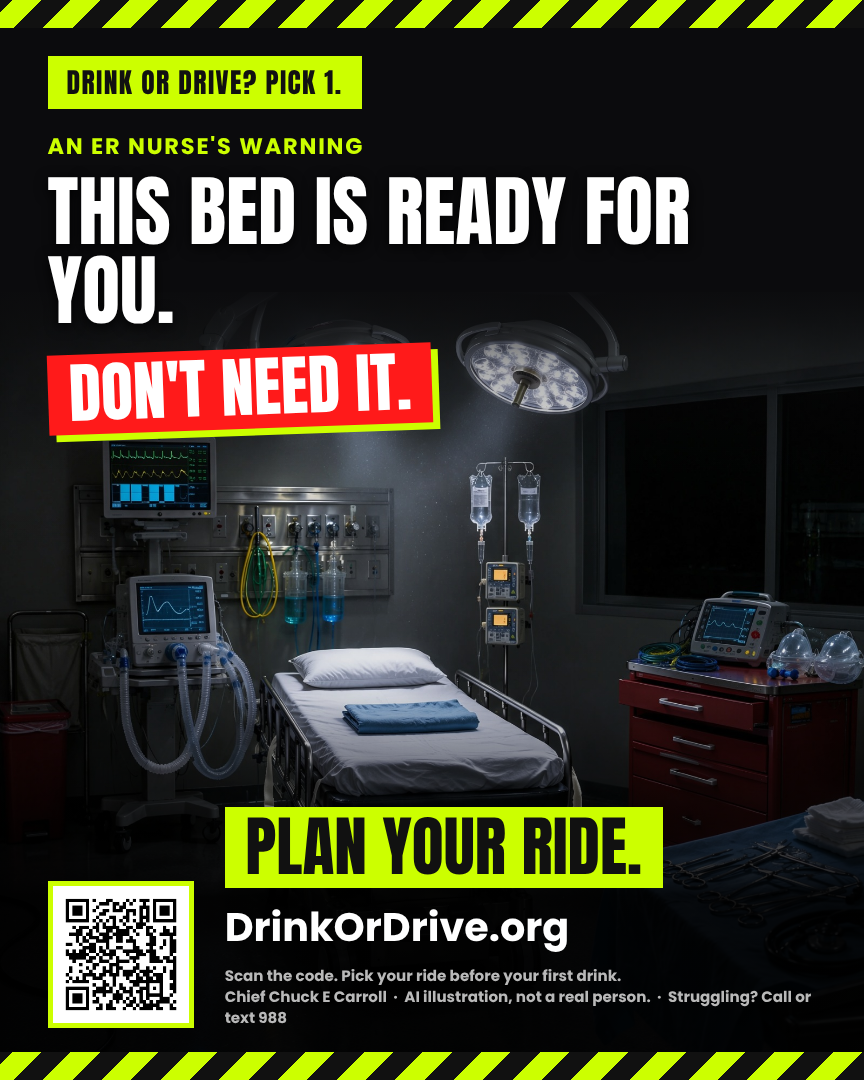 DRINK OR DRIVE? PICK 1.
AN ER NURSE'S WARNING
THIS BED IS READY FOR
YOU.
DON'T NEED IT.
PLAN YOUR RIDE.
DrinkOrDrive.org
Scan the code. Pick your ride before your first drink.
Chief Chuck E Carroll · AI illustration, not a real person. · Struggling? Call or
text 988